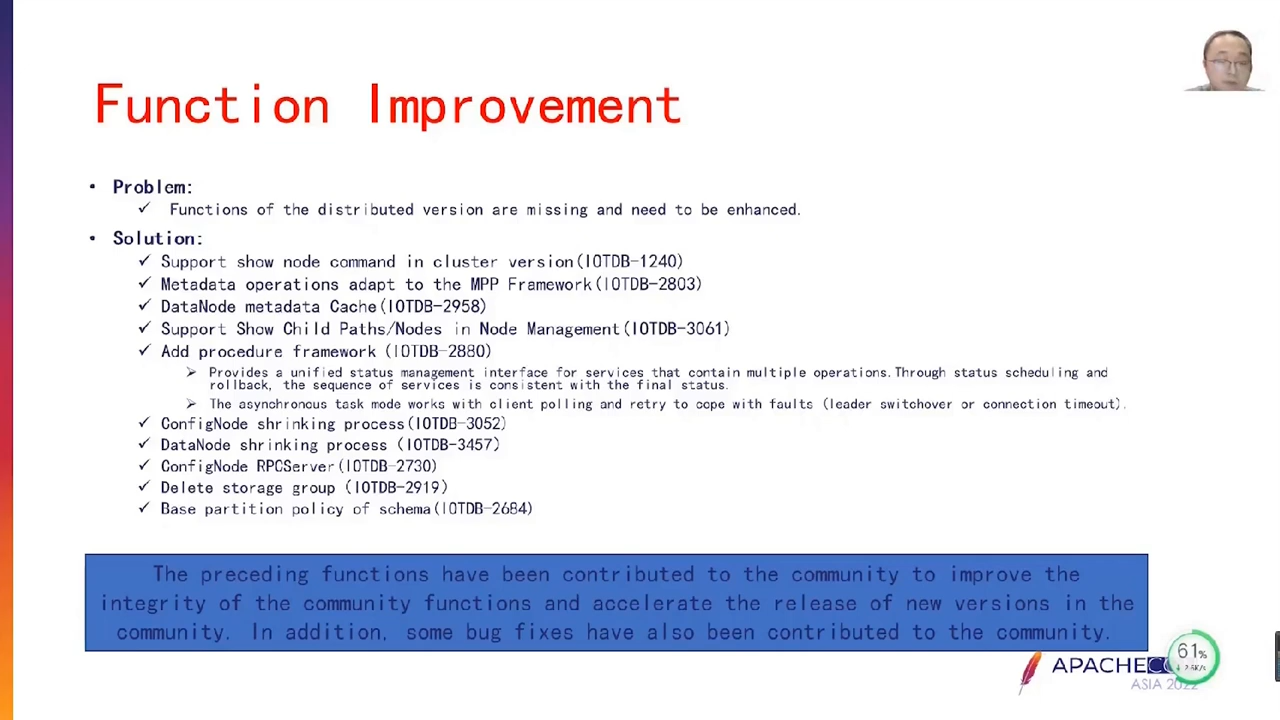 Function Improvement
• Problem:
✓ Functions of the distributed version are missing and need to be enhanced.
• Solution:
✓ Support show node command in cluster version(IOTDB-1240)
✓ Metadata operations adapt to the MPP Framework(IOTDB-2803)
✓ DataNode metadata Cache(IOTDB-2958)
✓ Support Show Child Paths/Nodes in Node Management(IOTDB-3061)
✓ Add procedure framework (IOTDB-2880)
➢ Provides a unified status management interface for services that contain multiple operations.Through status scheduling and
rollback, the sequence of services is consistent with the final status.
➢ The asynchronous task mode works with client polling and retry to cope with faults (leader switchover or connection timeout).
✓ ConfigNode shrinking process(IOTDB-3052)
✓ DataNode shrinking process (IOTDB-3457)
✓ ConfigNode RPCServer(IOTDB-2730)
✓ Delete storage group (IOTDB-2919)
✓ Base partition policy of schema(IOTDB-2684)
The preceding functions have been contributed to the community to improve the
integrity of the community functions and accelerate the release of new versions in the
community. In addition, some bug fixes have also been contributed to the community.
61%
APACHE
ASIA